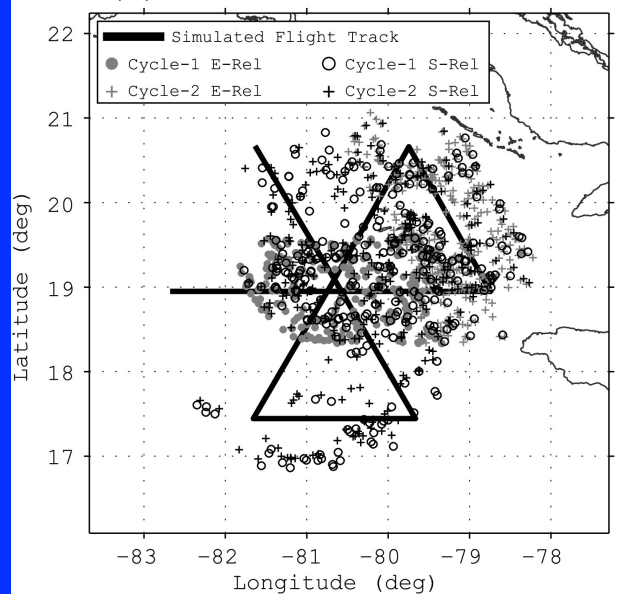 22
21
20
19
18
17
Latitude (deg)
Simulated Flight Track
Cycle-1 E-Rel
Cycle-1 S-Rel
Cycle-2 E-Rel
Cycle-2 S-Rel
−83
−82
−81
−80
−79
−78
Longitude (deg)